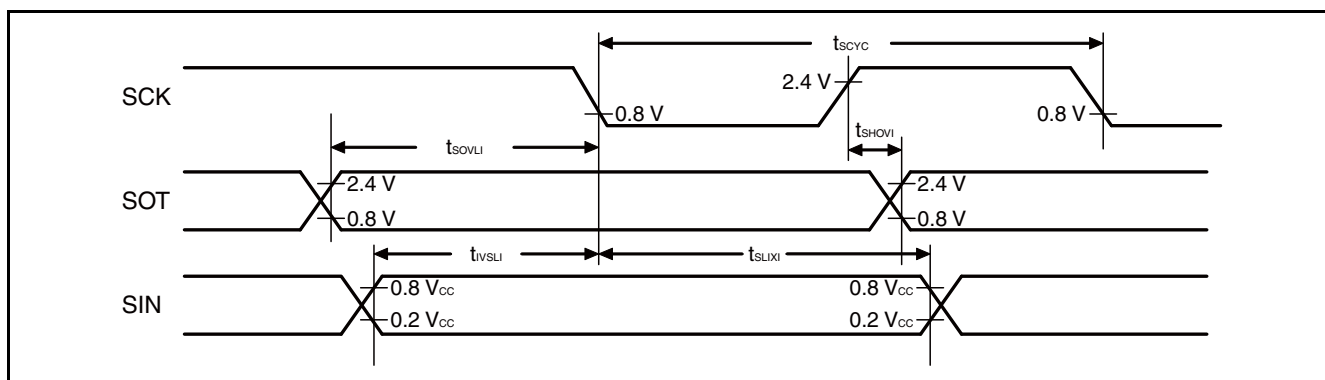 tSCYC
SCK
2.4 V
0.8 V
0.8 V
tSHOVI
tSOVLI
SOT
2.4 V
0.8 V
2.4 V
0.8 V
tIVSLI
tSLIXI
SIN
0.8 VCC
0.2 VCC
0.8 VCC
0.2 VCC